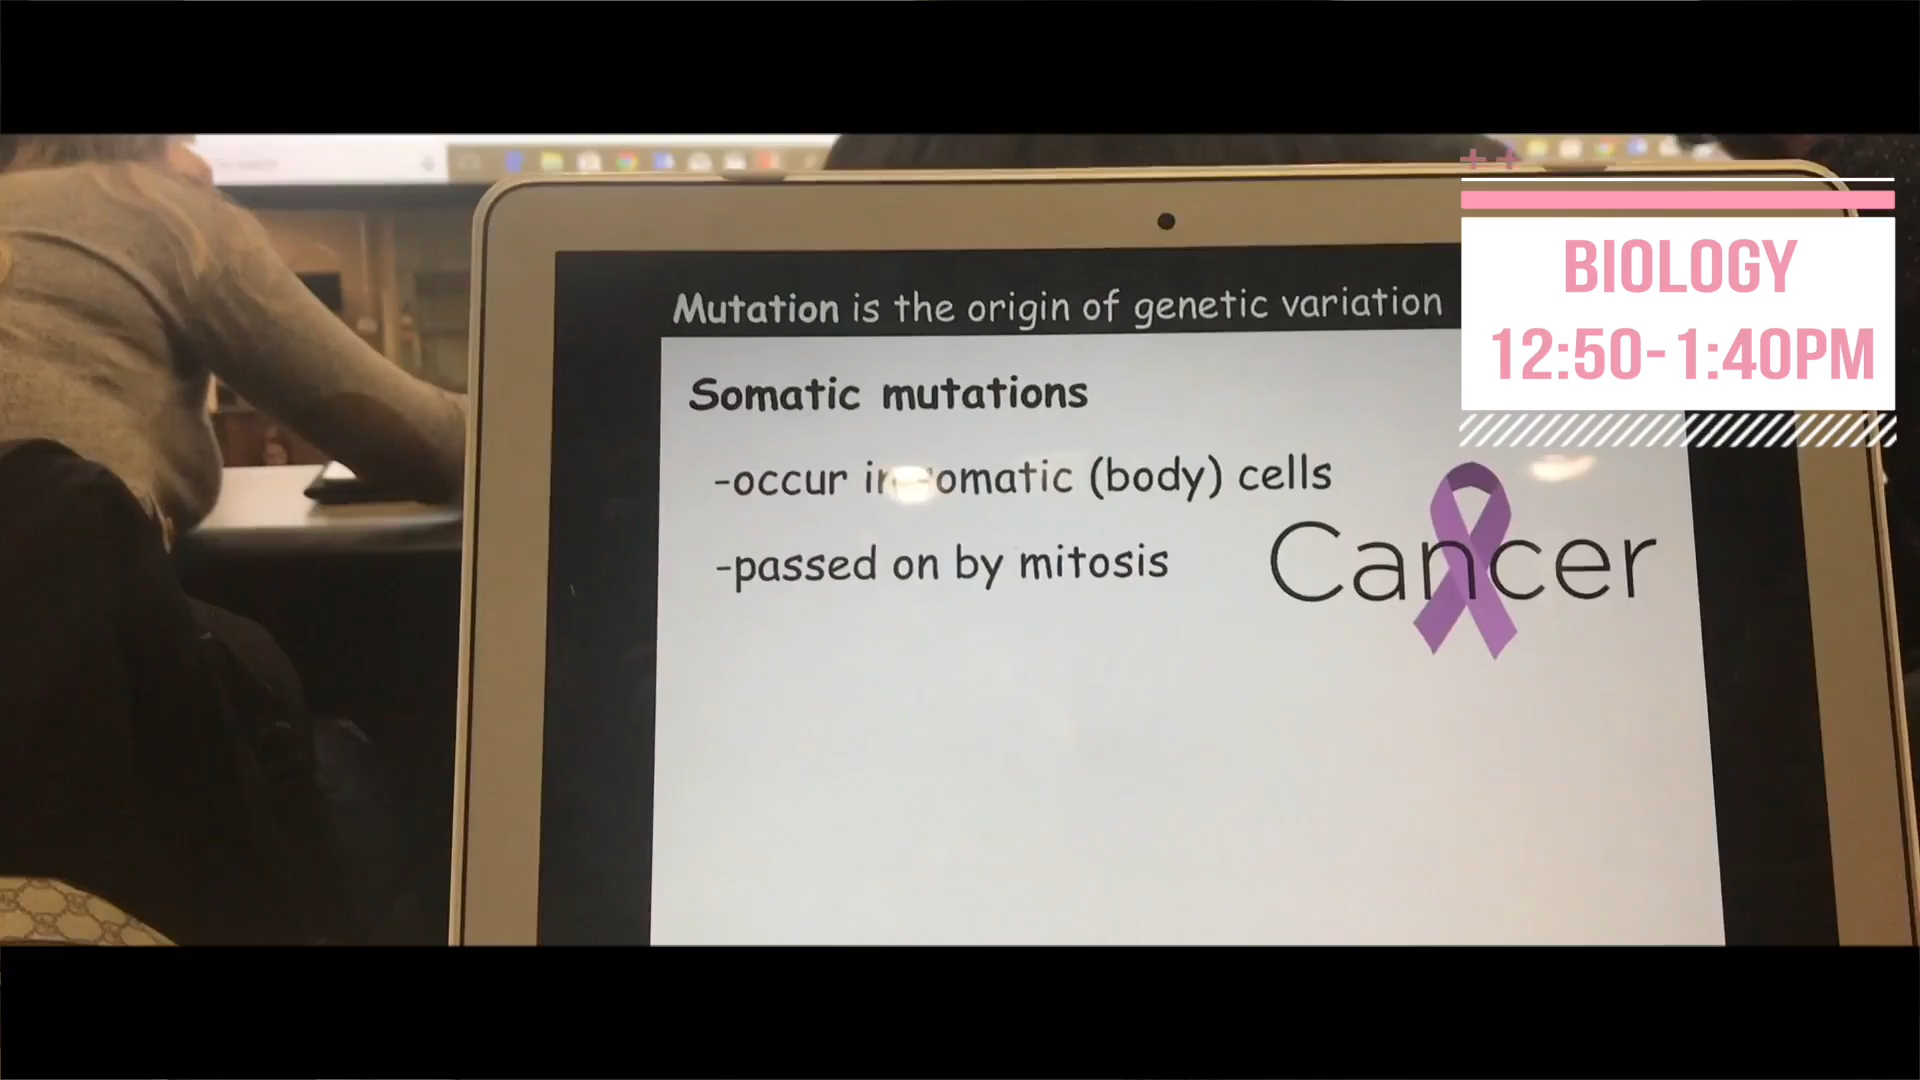 BIOLOGY
12:50-1:40PM
Mutation is the origin of genetic variation
Somatic mutations
-occur in somatic (body) cells
-passed on by mitosis
Cancer